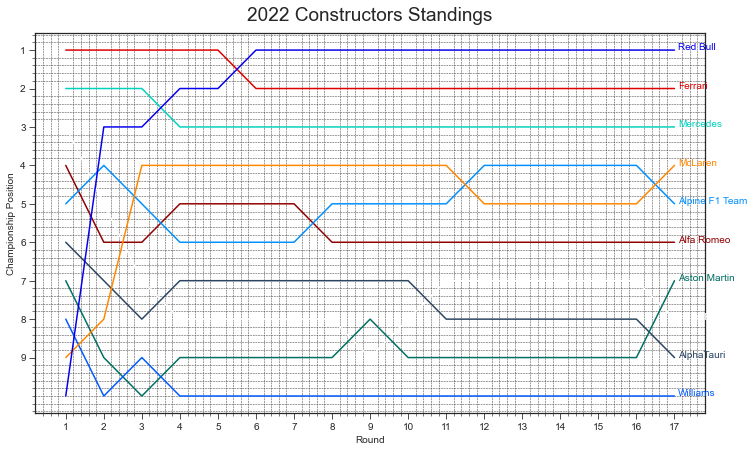 2022 Constructors Standings
1
2
3
4
5
6
7
8
9
Championship Position
Red Bull
Ferrari
Mercedes
McLaren
Alpine F1 Team
Alfa Romeo
Aston Martin
AlphaTauri
Williams
1 2 3 4 5 6 7 8 9 10 11 12 13 14 15 16 17
Round